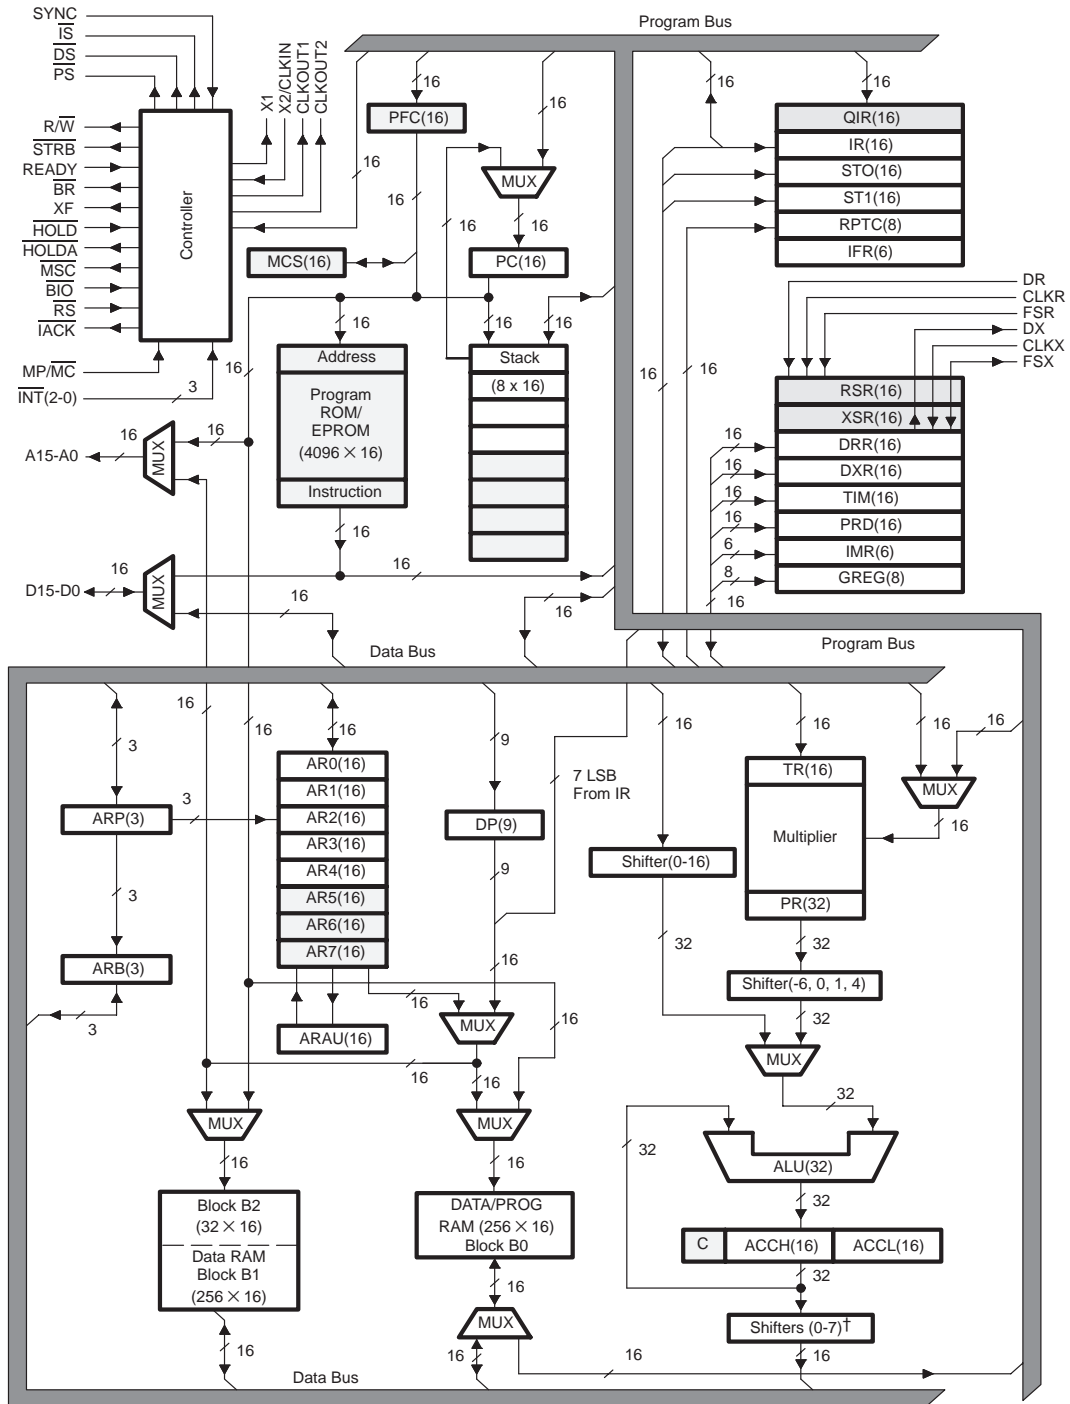 SYNC
IS
DS
PS
X1
X2/CLKIN
CLKOUT1
CLKOUT2
Program Bus
R/W
STRB
READY
BR
XF
HOLD
HOLDA
MSC
BIO
RS
IACK
MP/MC
INT(2-0)
3
Controller
16
16
16
16
PFC(16)
16
16
16
MUX
16
MCS(16)
PC(16)
QIR(16)
IR(16)
STO(16)
ST1(16)
RPTC(8)
IFR(6)
16
16
16
16
Address
Program
ROM/
EPROM
(4096 × 16)
Instruction
16
Stack
(8 x 16)
16
16
DR
CLKR
FSR
DX
CLKX
FSX
RSR(16)
XSR(16)
DRR(16)
DXR(16)
TIM(16)
PRD(16)
IMR(6)
GREG(8)
16
16
16
16
6
8
16
A15-A0
16
MUX
16
D15-D0
16
MUX
16
16
16
Data Bus
Program Bus
16
16
3
16
9
16
16
16
16
7 LSB
From IR
ARP(3)
3
3
ARB(3)
3
AR0(16)
AR1(16)
AR2(16)
AR3(16)
AR4(16)
AR5(16)
AR6(16)
AR7(16)
ARAU(16)
DP(9)
9
16
16
MUX
16
16
16
Shifter(0-16)
32
TR(16)
Multiplier
PR(32)
MUX
16
32
Shifter(-6, 0, 1, 4)
32
MUX
32
32
ALU(32)
32
C
ACCH(16)
ACCL(16)
32
Shifters (0-7)†
16
MUX
16
Block B2
(32 × 16)
Data RAM
Block B1
(256 × 16)
16
MUX
16
DATA/PROG
RAM (256 × 16)
Block B0
16
MUX
16
16
Data Bus